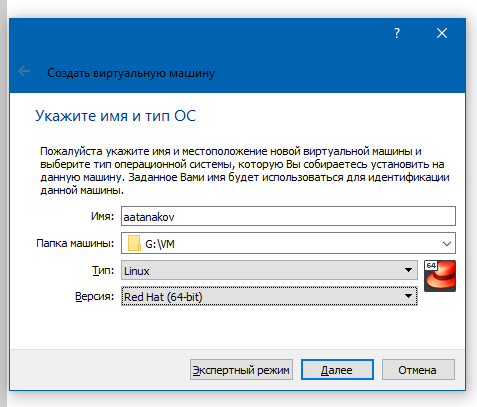 ?
Создать виртуальную машину
Укажите имя и тип ОС
Пожалуйста укажите имя и местоположение новой виртуальной машины и
выберите тип операционной системы, которую Вы собираетесь установить на
данную машину. Заданное Вами имя будет использоваться для идентификации
данной машины.
Имя: aatanakov
Папка машины: G:\VM
Тип: Linux
64
Версия: Red Hat (64-bit)
Экспертный режим Далее Отмена